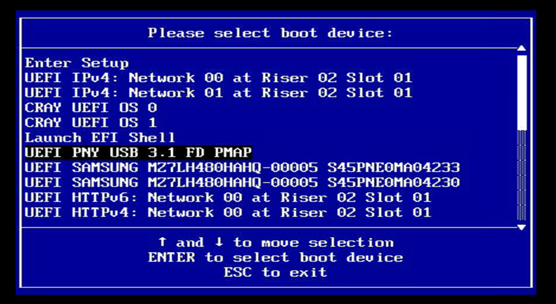 Please select boot device:
Enter Setup
UEFI IPv4: Network 00 at Riser 02 Slot 01
UEFI IPv4: Network 01 at Riser 02 Slot 01
CRAY UEFI OS 0
CRAY UEFI OS 1
Launch EFI Shell
UEFI PNY USB 3.1 FD PMAP
UEFI SAMSUNG MZ7LH480HAHQ-00005 S45PNE0MA04233
UEFI SAMSUNG MZ7LH480HAHQ-00005 S45PNE0MA04230
UEFI HTTPv6: Network 00 at Riser 02 Slot 01
UEFI HTTPv4: Network 00 at Riser 02 Slot 01
↑ and ↓ to move selection
ENTER to select boot device
ESC to exit